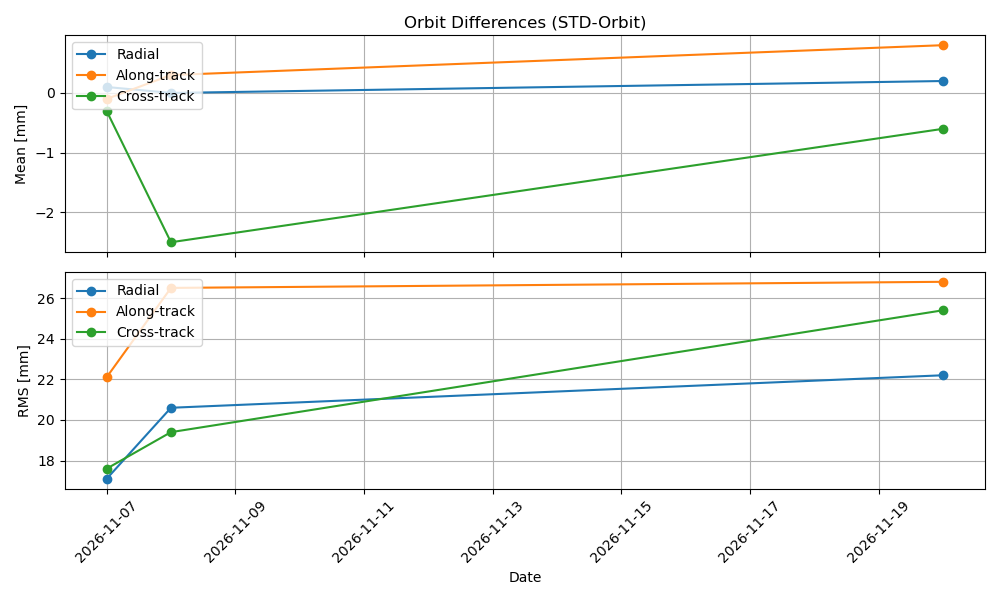 Orbit Differences (STD-Orbit)
Mean [mm]
0
−1
−2
Radial
Along-track
Cross-track
RMS [mm]
26
24
22
20
18
Radial
Along-track
Cross-track
2026-11-07
2026-11-09
2026-11-11
2026-11-13
2026-11-15
2026-11-17
2026-11-19
Date